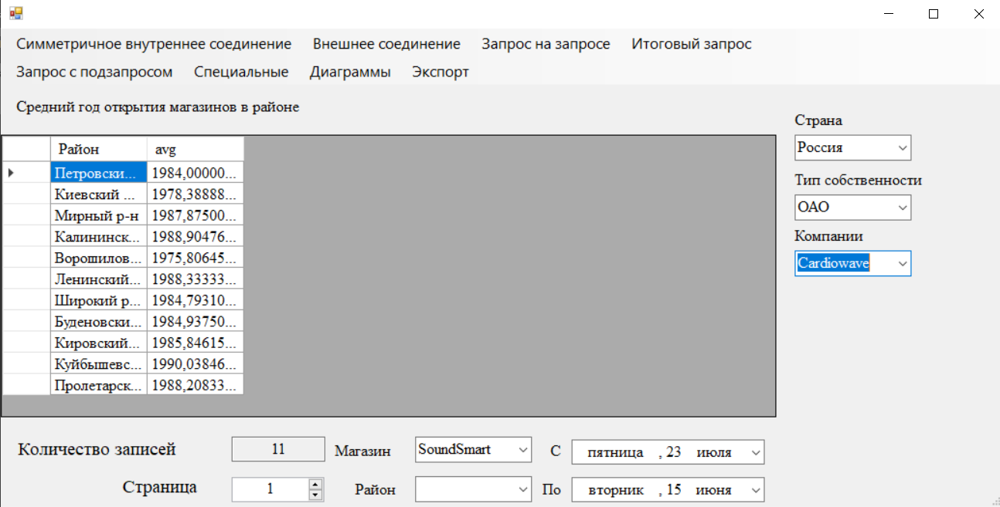 Симметричное внутреннее соединение Внешнее соединение Запрос на запросе Итоговый запрос
Запрос с подзапросом Специальные Диаграммы Экспорт
Средний год открытия магазинов в районе
Район avg
Петровски... 1984,00000...
Киевский ... 1978,38888...
Мирный р-н 1987,87500...
Калининск... 1988,90476...
Ворошилов... 1975,80645...
Ленинский... 1988,33333...
Широкий р... 1984,79310...
Буденовски... 1984,93750...
Кировский... 1985,84615...
Куйбышевс... 1990,03846...
Пролетарск... 1988,20833...
Страна
Россия
Тип собственности
ОАО
Компании
Cardiowave
Количество записей 11 Магазин SoundSmart С пятница , 23 июля
Страница 1 Район По вторник , 15 июня